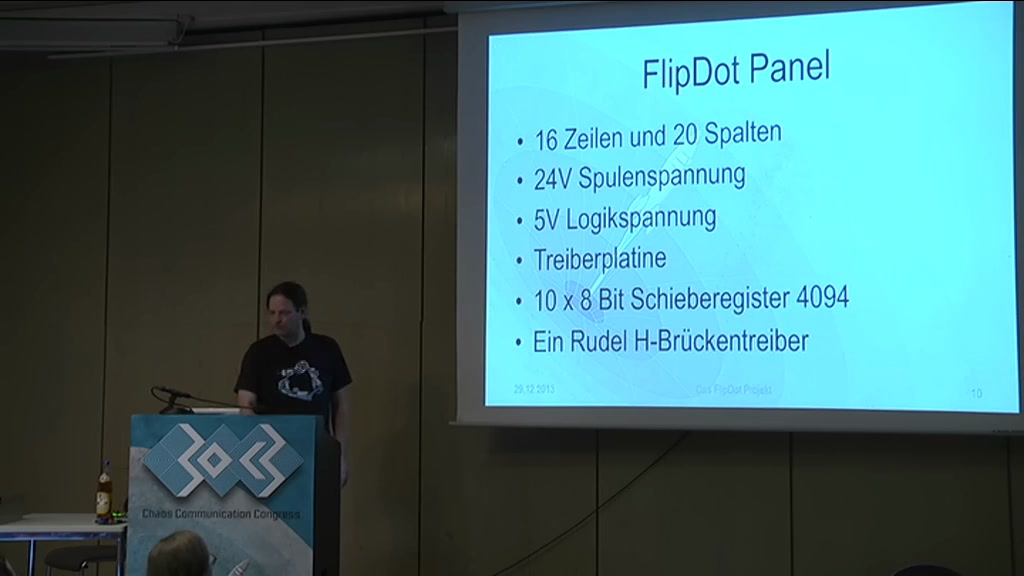 FlipDot Panel
• 16 Zeilen und 20 Spalten
• 24V Spulenspannung
• 5V Logikspannung
• Treiberplatine
• 10 x 8 Bit Schieberegister 4094
• Ein Rudel H-Brückentreiber
29.12.2013 Das FlipDot Projekt 10
30C3
Chaos Communication Congress